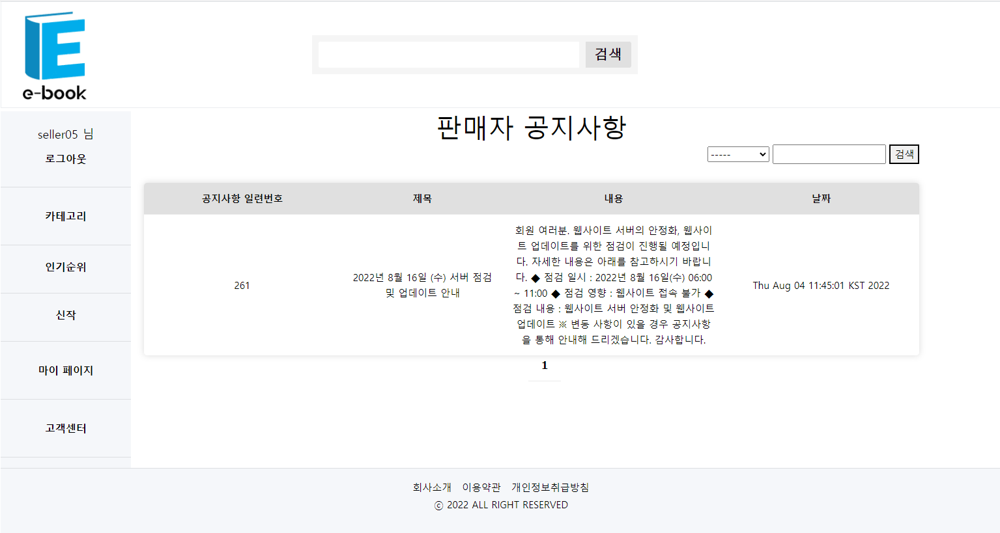 e-book
검색
seller05 님
로그아웃
카테고리
인기순위
신작
마이 페이지
고객센터
판매자 공지사항
-----
검색
공지사항 일련번호 제목 내용 날짜
261
2022년 8월 16일 (수) 서버 점검
및 업데이트 안내
회원 여러분. 웹사이트 서버의 안정화, 웹사이
트 업데이트를 위한 점검이 진행될 예정입니
다. 자세한 내용은 아래를 참고하시기 바랍니
다. ◆ 점검 일시 : 2022년 8월 16일(수) 06:00
~ 11:00 ◆ 점검 영향 : 웹사이트 접속 불가 ◆
점검 내용 : 웹사이트 서버 안정화 및 웹사이트
업데이트 ※ 변동 사항이 있을 경우 공지사항
을 통해 안내해 드리겠습니다. 감사합니다.
Thu Aug 04 11:45:01 KST 2022
1
회사소개 이용약관 개인정보취급방침
ⓒ 2022 ALL RIGHT RESERVED